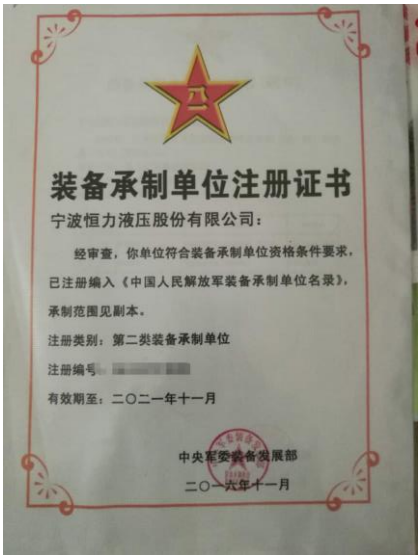 八一
装备承制单位注册证书
宁波恒力液压股份有限公司：
经审查，你单位符合装备承制单位资格条件要求，
已注册编入《中国人民解放军装备承制单位名录》，
承制范围见副本。
注册类别：第二类装备承制单位
注册编号
有效期至：二〇二一年十一月
中央军委装备发展部
二〇一六年十一月